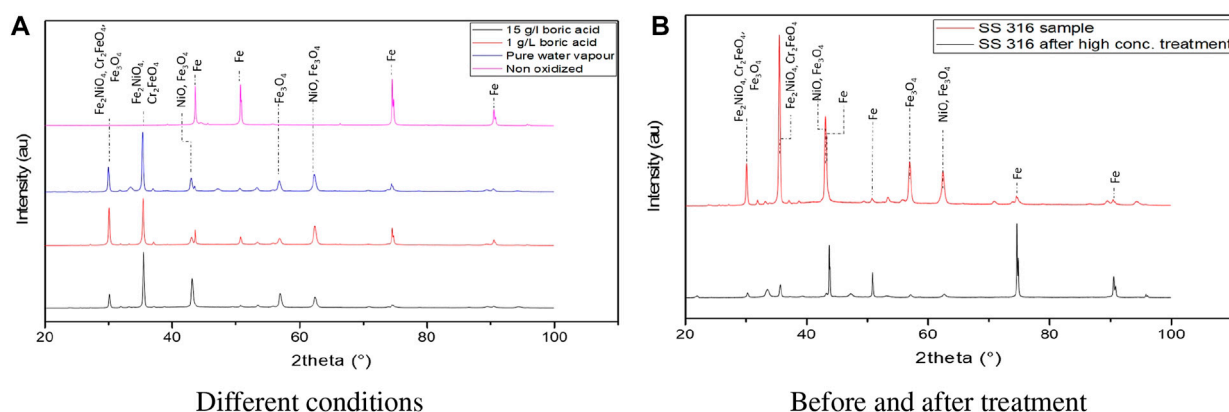 A
15 g/l boric acid
1 g/L boric acid
Pure water vapour
Non oxidized
Fe₂NiO₄, Cr₂FeO₄,
Fe₃O₄
Fe₂NiO₄,
Cr₂FeO₄
NiO, Fe₃O₄
Fe
Fe
Fe₃O₄
NiO, Fe₃O₄
Fe
Fe
Intensity (au)
20
40
60
80
100
2theta (°)
Different conditions
B
SS 316 sample
SS 316 after high conc. treatment
Fe₂NiO₄, Cr₂FeO₄,
Fe₃O₄
Fe₂NiO₄, Cr₂FeO₄
NiO, Fe₃O₄
Fe
Fe
Fe₃O₄
NiO, Fe₃O₄
Fe
Fe
Intensity (au)
20
40
60
80
100
2theta (°)
Before and after treatment